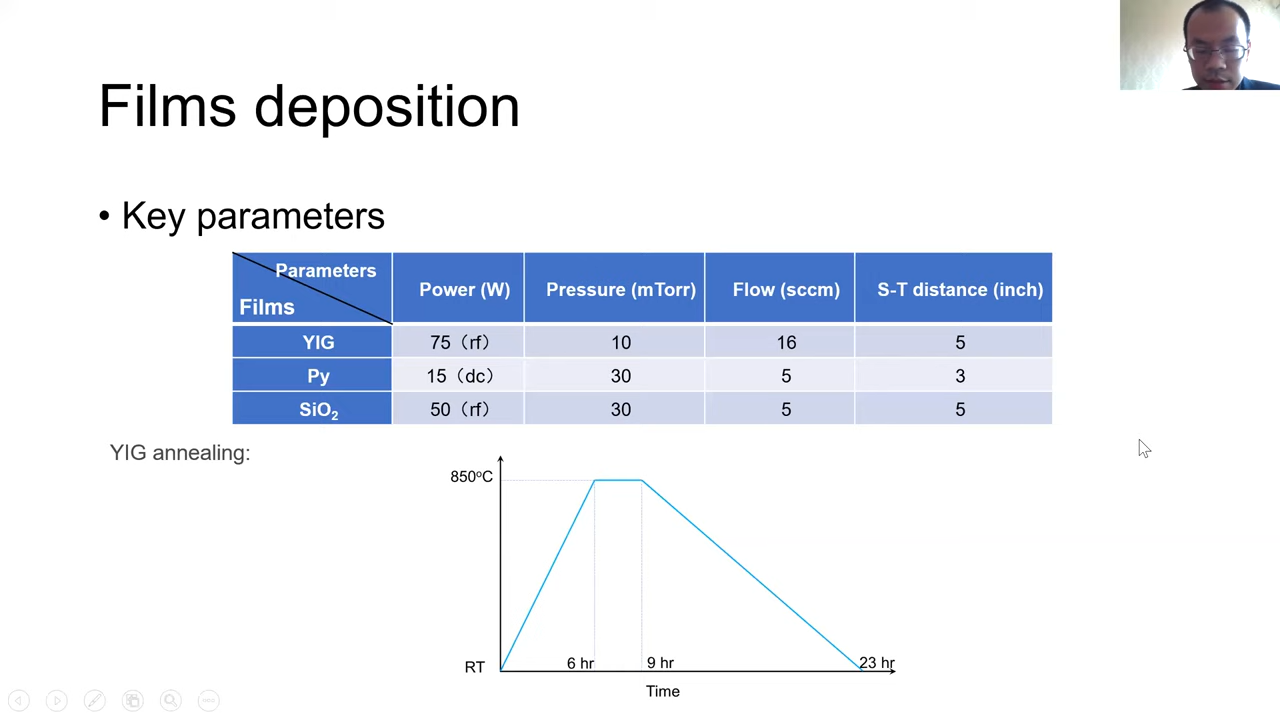 Films deposition
• Key parameters
Parameters
Films
Power (W)
Pressure (mTorr)
Flow (sccm)
S-T distance (inch)
YIG
75（rf）
10
16
5
Py
15（dc）
30
5
3
SiO₂
50（rf）
30
5
5
YIG annealing:
850°C
RT
6 hr
9 hr
23 hr
Time